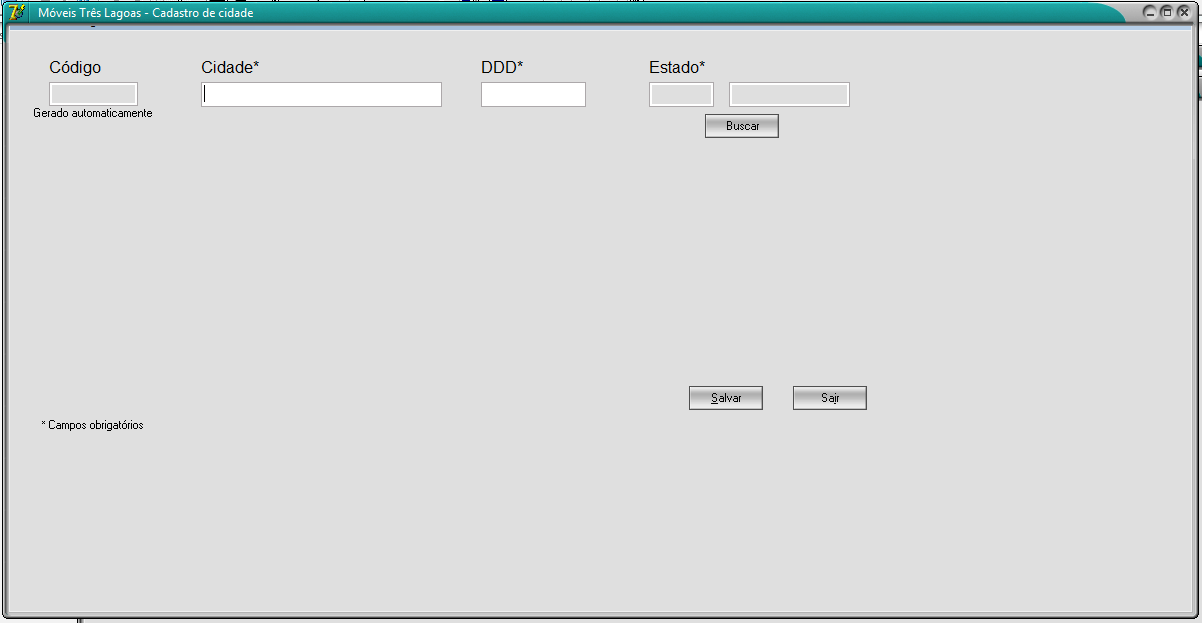 Móveis Três Lagoas - Cadastro de cidade
Código Cidade* DDD* Estado*
Gerado automaticamente
Buscar
Salvar Sair
* Campos obrigatórios